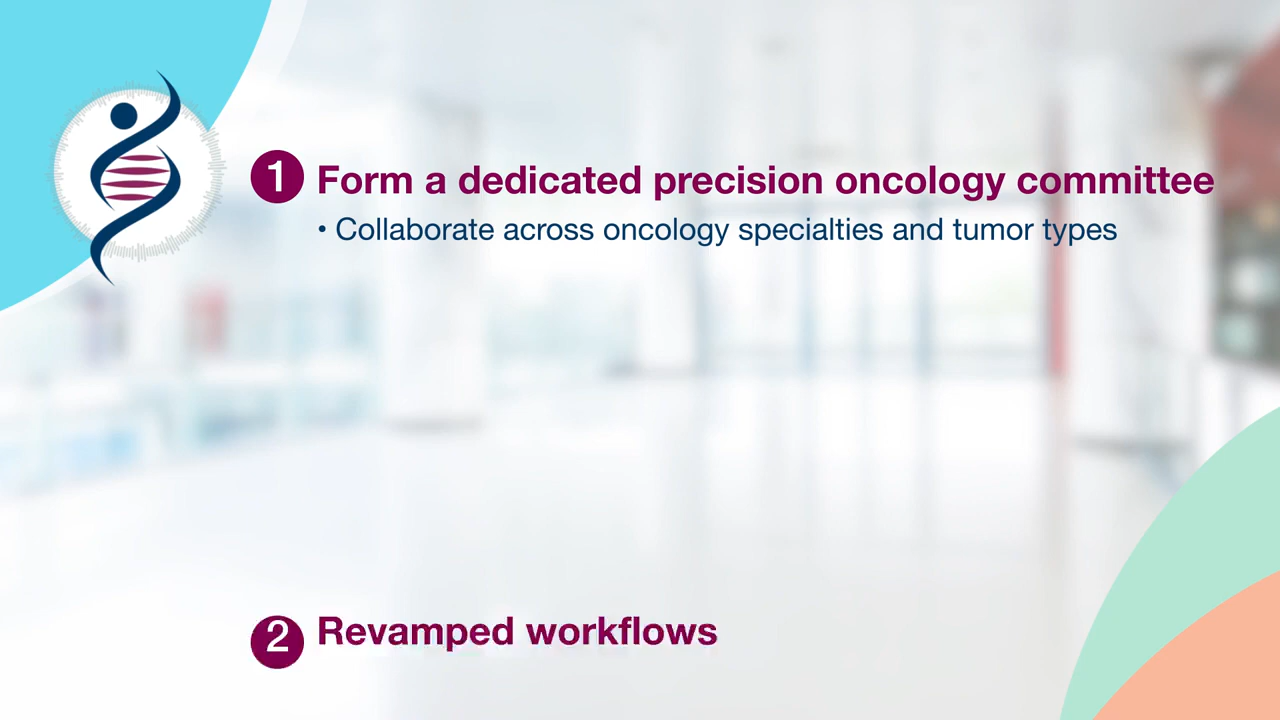 1 Form a dedicated precision oncology committee
• Collaborate across oncology specialties and tumor types
2 Revamped workflows